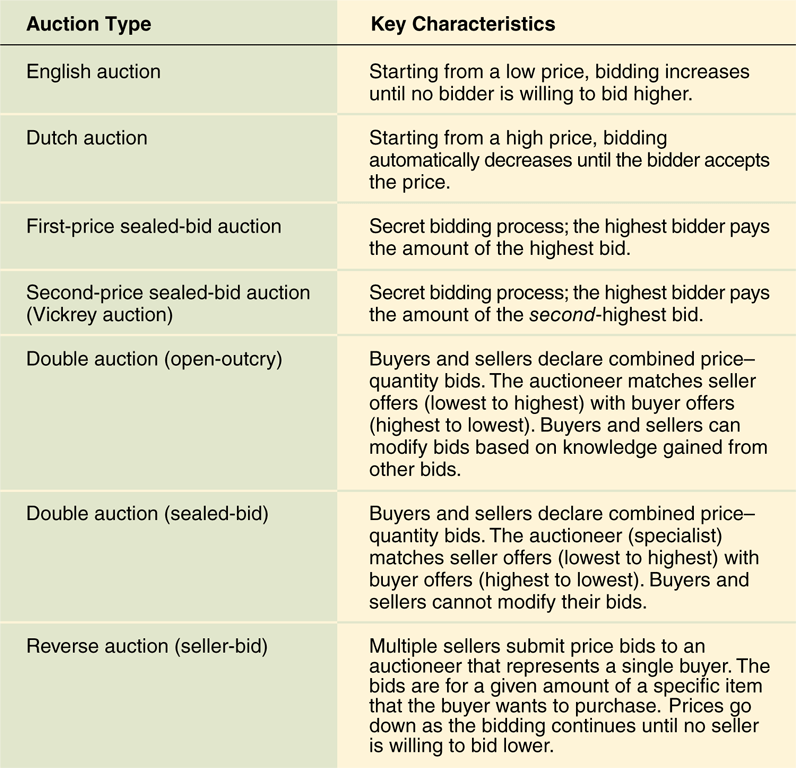 Auction Type
Key Characteristics
English auction
Starting from a low price, bidding increases
until no bidder is willing to bid higher.
Dutch auction
Starting from a high price, bidding
automatically decreases until the bidder accepts
the price.
First-price sealed-bid auction
Secret bidding process; the highest bidder pays
the amount of the highest bid.
Second-price sealed-bid auction
(Vickrey auction)
Secret bidding process; the highest bidder pays
the amount of the second-highest bid.
Double auction (open-outcry)
Buyers and sellers declare combined price–
quantity bids. The auctioneer matches seller
offers (lowest to highest) with buyer offers
(highest to lowest). Buyers and sellers can
modify bids based on knowledge gained from
other bids.
Double auction (sealed-bid)
Buyers and sellers declare combined price–
quantity bids. The auctioneer (specialist)
matches seller offers (lowest to highest) with
buyer offers (highest to lowest). Buyers and
sellers cannot modify their bids.
Reverse auction (seller-bid)
Multiple sellers submit price bids to an
auctioneer that represents a single buyer. The
bids are for a given amount of a specific item
that the buyer wants to purchase. Prices go
down as the bidding continues until no seller
is willing to bid lower.